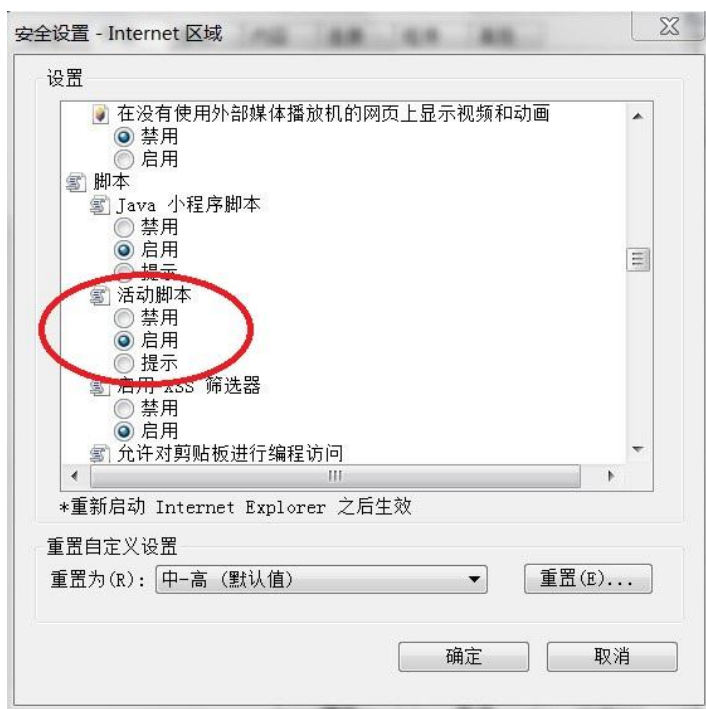 安全设置 - Internet 区域
设置
在没有使用外部媒体播放机的网页上显示视频和动画
禁用
启用
脚本
Java 小程序脚本
禁用
启用
提示
活动脚本
禁用
启用
提示
启用 XSS 筛选器
禁用
启用
允许对剪贴板进行编程访问
*重新启动 Internet Explorer 之后生效
重置自定义设置
重置为(R): 中-高 (默认值) 重置(E)...
确定 取消